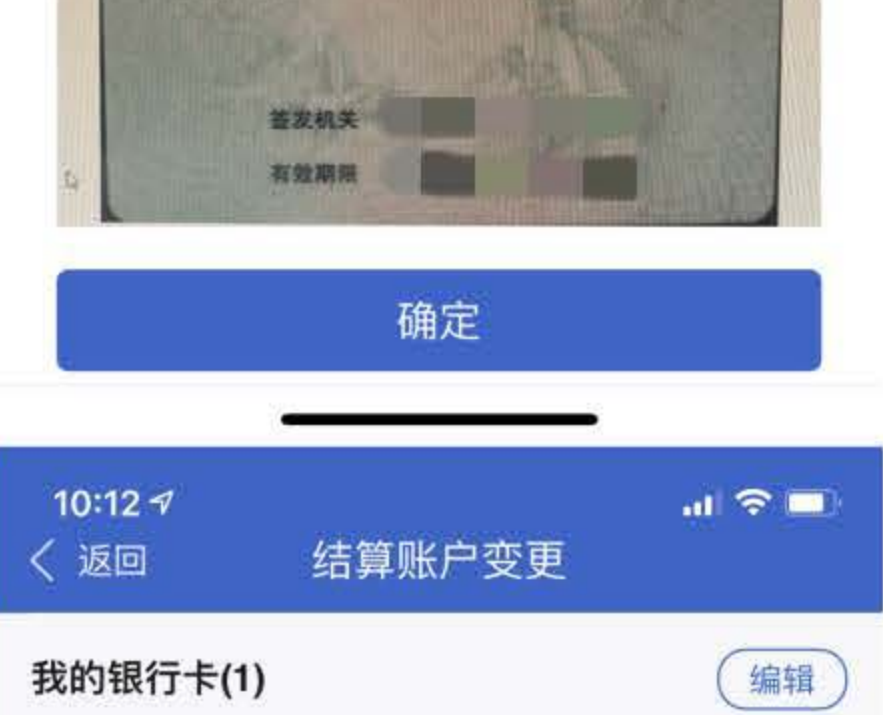 签发机关
有效期限
确定
10:12
返回
结算账户变更
我的银行卡(1)
编辑